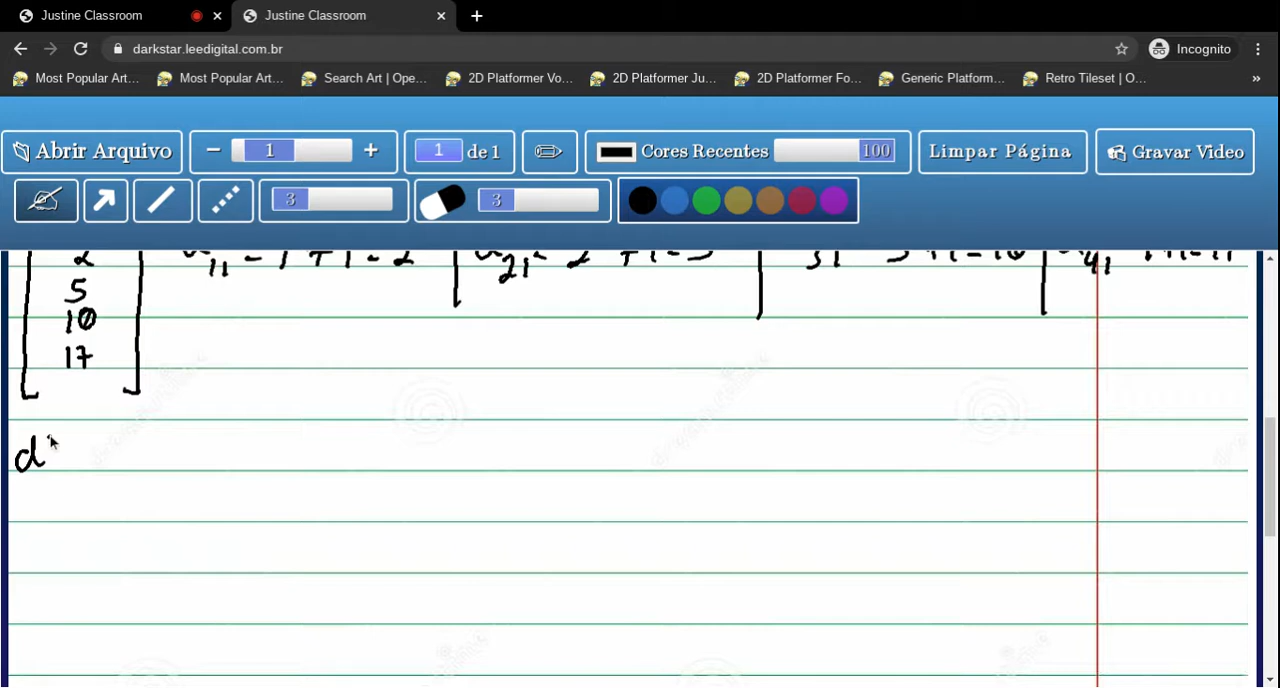 Justine Classroom Justine Classroom
darkstar.leedigital.com.br Incognito
Most Popular Art... Most Popular Art... Search Art | Ope... 2D Platformer Vo... 2D Platformer Ju... 2D Platformer Fo... Generic Platform... Retro Tileset | O... »
Abrir Arquivo − 1 + 1 de 1 Cores Recentes 100 Limpar Página Gravar Video
3 3
2
5
10
17
d